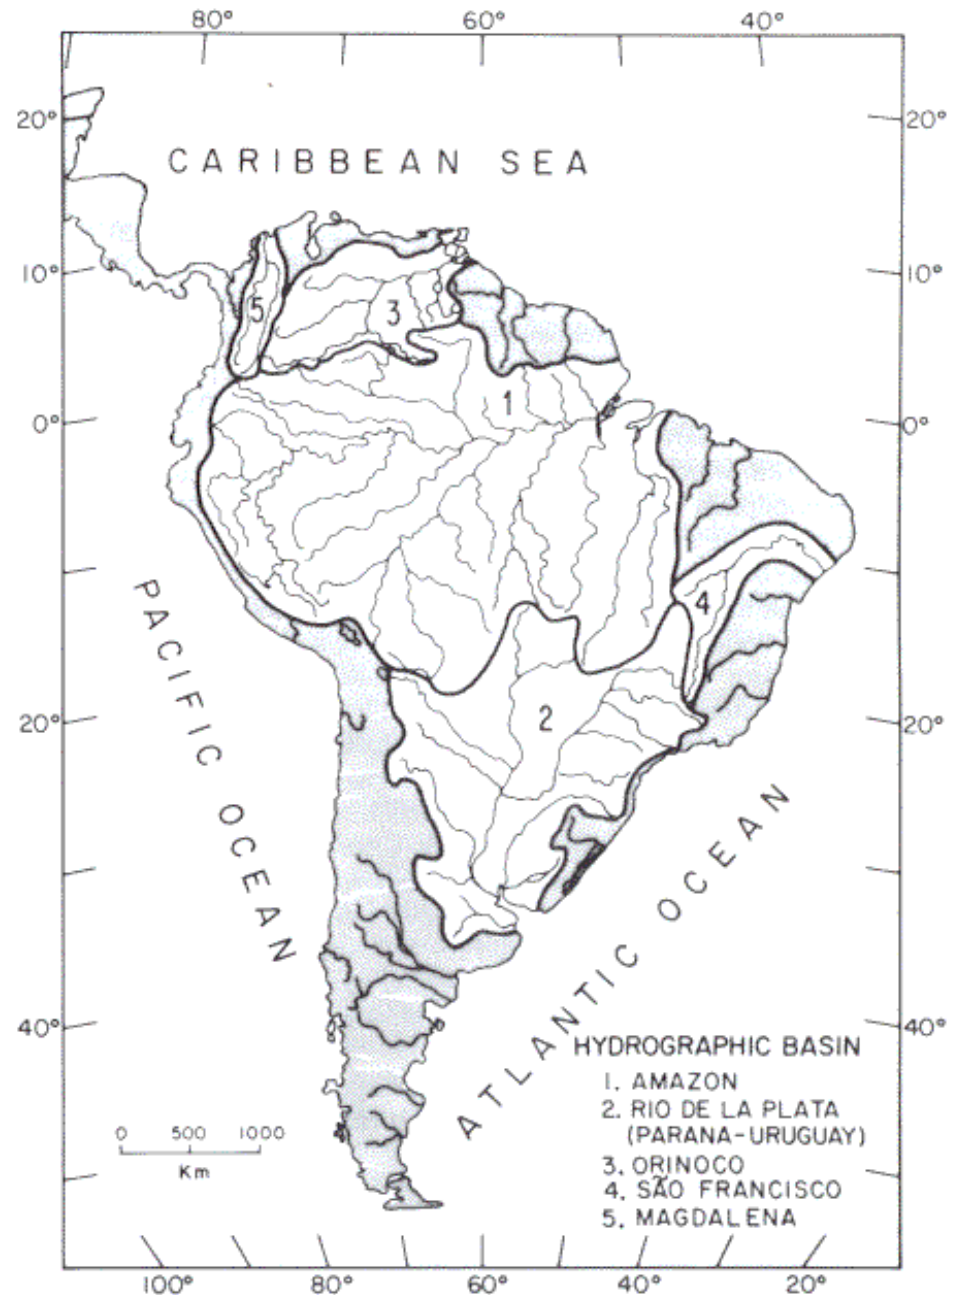 80° 60° 40°
20° 20°
CARIBBEAN SEA
10° 10°
5
3
1
0° 0°
4
PACIFIC OCEAN
2
20° 20°
ATLANTIC OCEAN
40° 40°
HYDROGRAPHIC BASIN
1. AMAZON
2. RIO DE LA PLATA
(PARANA-URUGUAY)
3. ORINOCO
4. SÃO FRANCISCO
5. MAGDALENA
0 500 1000
Km
100° 80° 60° 40° 20°